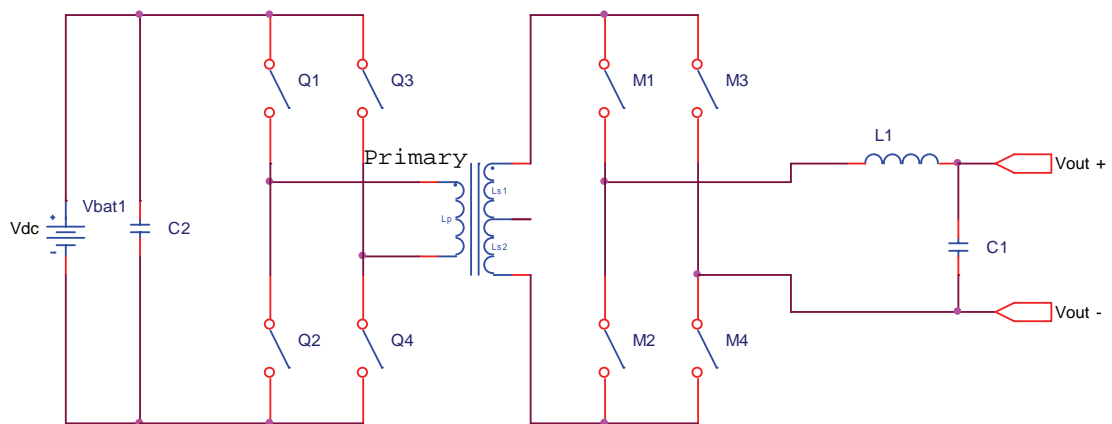 Q1
Q3
M1
M3
L1
Primary
Vout +
Ls1
Vbat1
Lp
+
Vdc
C2
Ls2
C1
-
Vout -
Q2
Q4
M2
M4